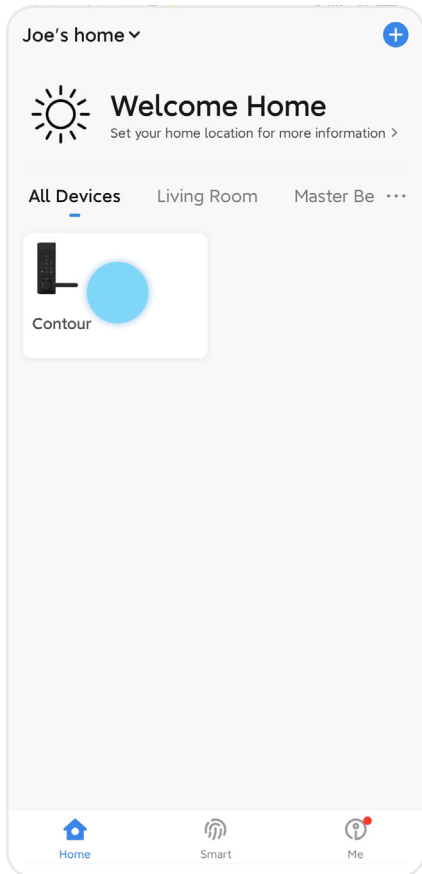 Joe's home
Welcome Home
Set your home location for more information >
All Devices Living Room Master Be ...
Contour
Home Smart Me